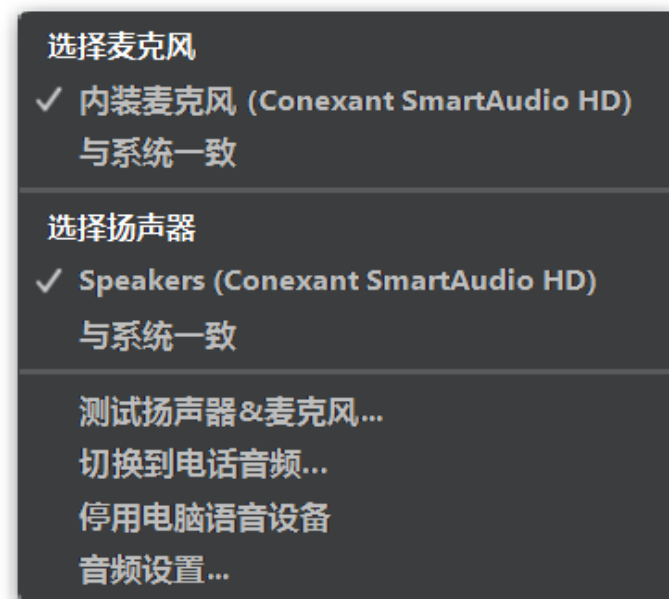 选择麦克风
内装麦克风 (Conexant SmartAudio HD)
与系统一致
选择扬声器
Speakers (Conexant SmartAudio HD)
与系统一致
测试扬声器&麦克风...
切换到电话音频...
停用电脑语音设备
音频设置...